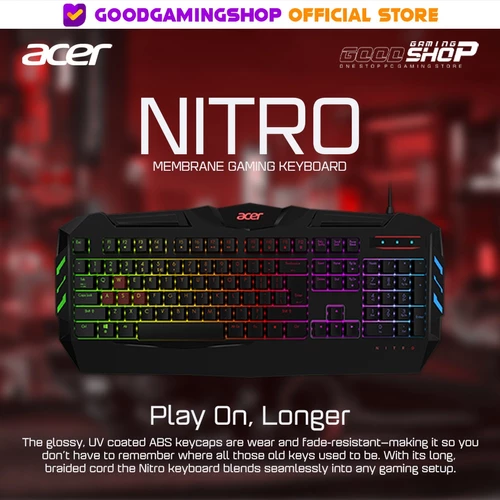 GOODGAMINGSHOP OFFICIAL STORE
acer
GAMING
GOOD SHOP
ONE STOP PC GAMING STORE
NITRO
MEMBRANE GAMING KEYBOARD
acer
NITRO
Play On, Longer
The glossy, UV coated ABS keycaps are wear and fade-resistant—making it so you
don't have to remember where all those old keys used to be. With its long,
braided cord the Nitro keyboard blends seamlessly into any gaming setup.